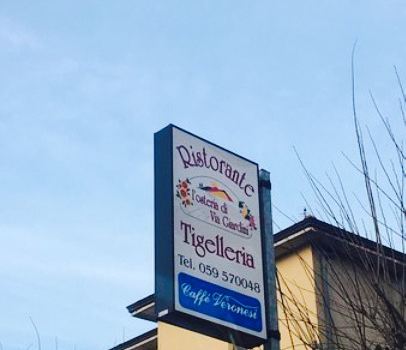 Ristorante
l'osteria di
Via Giardini
Tigelleria
Tel. 059 570048
Caffè Veronesi